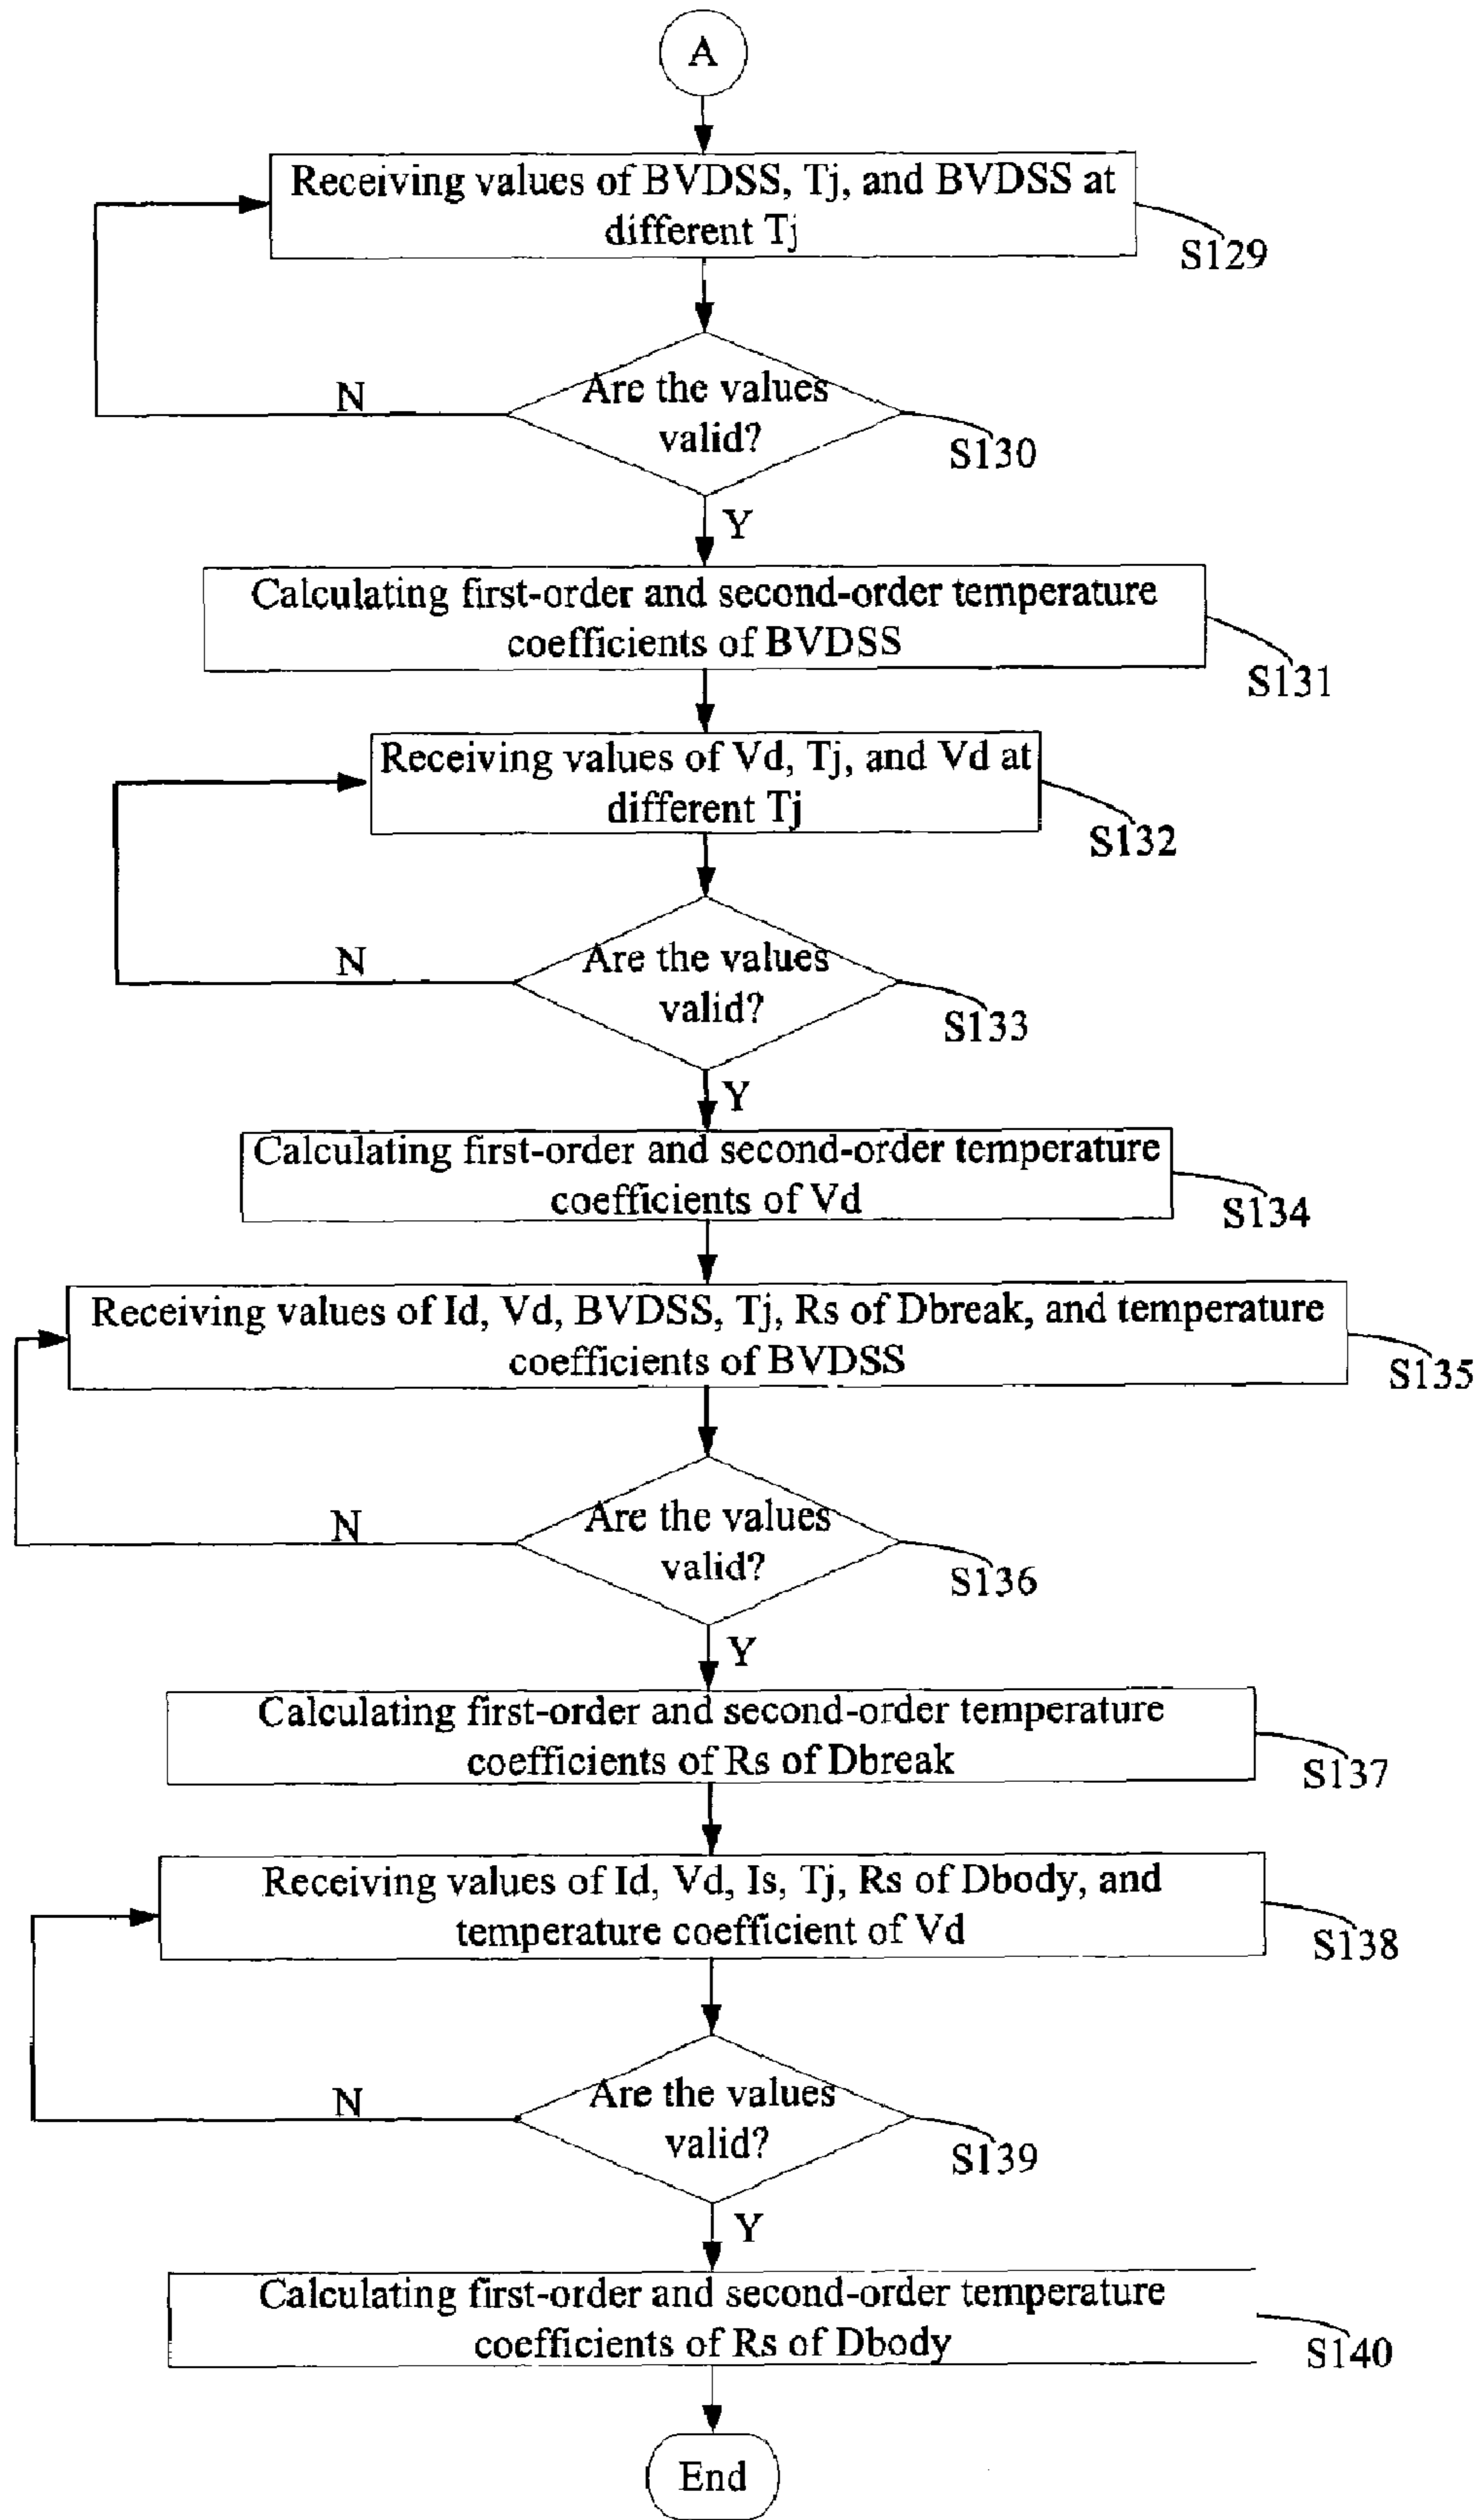 A
Receiving values of BVDSS, Tj, and BVDSS at
different Tj
S129
Are the values
valid?
N
S130
Y
Calculating first-order and second-order temperature
coefficients of BVDSS
S131
Receiving values of Vd, Tj, and Vd at
different Tj
S132
Are the values
valid?
N
S133
Y
Calculating first-order and second-order temperature
coefficients of Vd
S134
Receiving values of Id, Vd, BVDSS, Tj, Rs of Dbreak, and temperature
coefficients of BVDSS
S135
Are the values
valid?
N
S136
Y
Calculating first-order and second-order temperature
coefficients of Rs of Dbreak
S137
Receiving values of Id, Vd, Is, Tj, Rs of Dbody, and
temperature coefficient of Vd
S138
Are the values
valid?
N
S139
Y
Calculating first-order and second-order temperature
coefficients of Rs of Dbody
S140
End